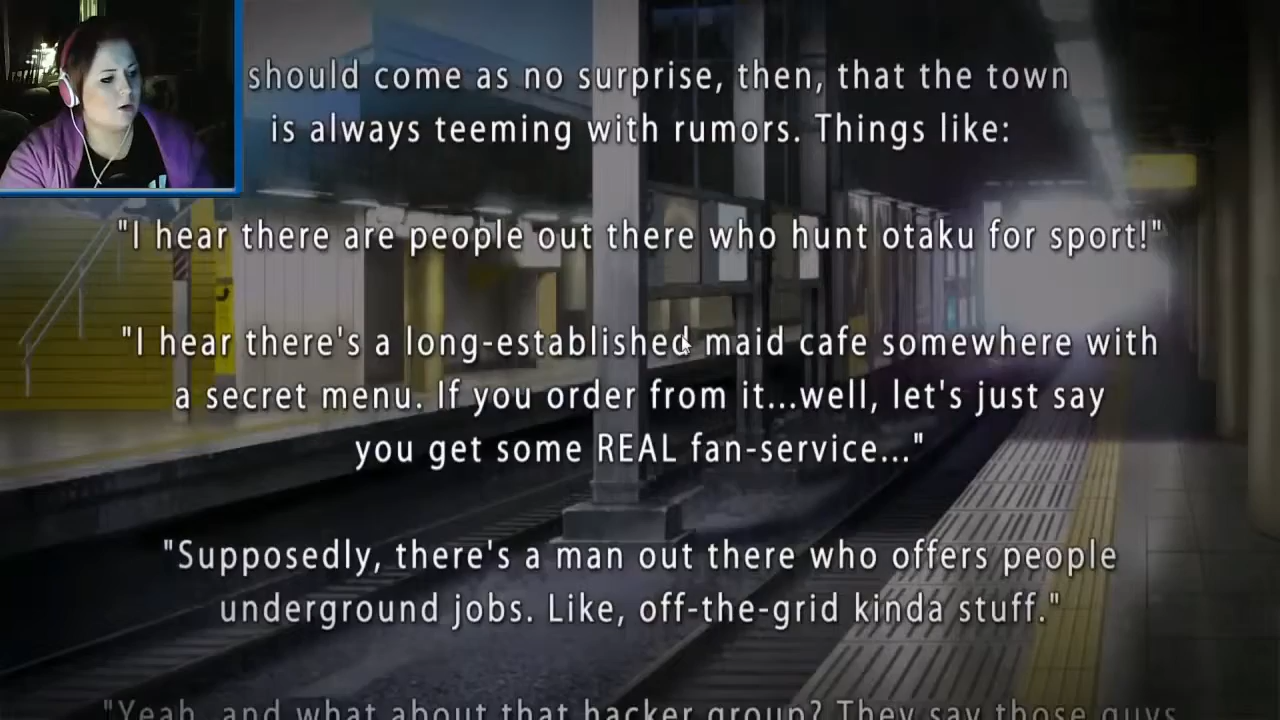 should come as no surprise, then, that the town
is always teeming with rumors. Things like:
"I hear there are people out there who hunt otaku for sport!"
"I hear there's a long-established maid cafe somewhere with
a secret menu. If you order from it...well, let's just say
you get some REAL fan-service..."
"Supposedly, there's a man out there who offers people
underground jobs. Like, off-the-grid kinda stuff."
"Yeah, and what about that hacker group? They say those guys